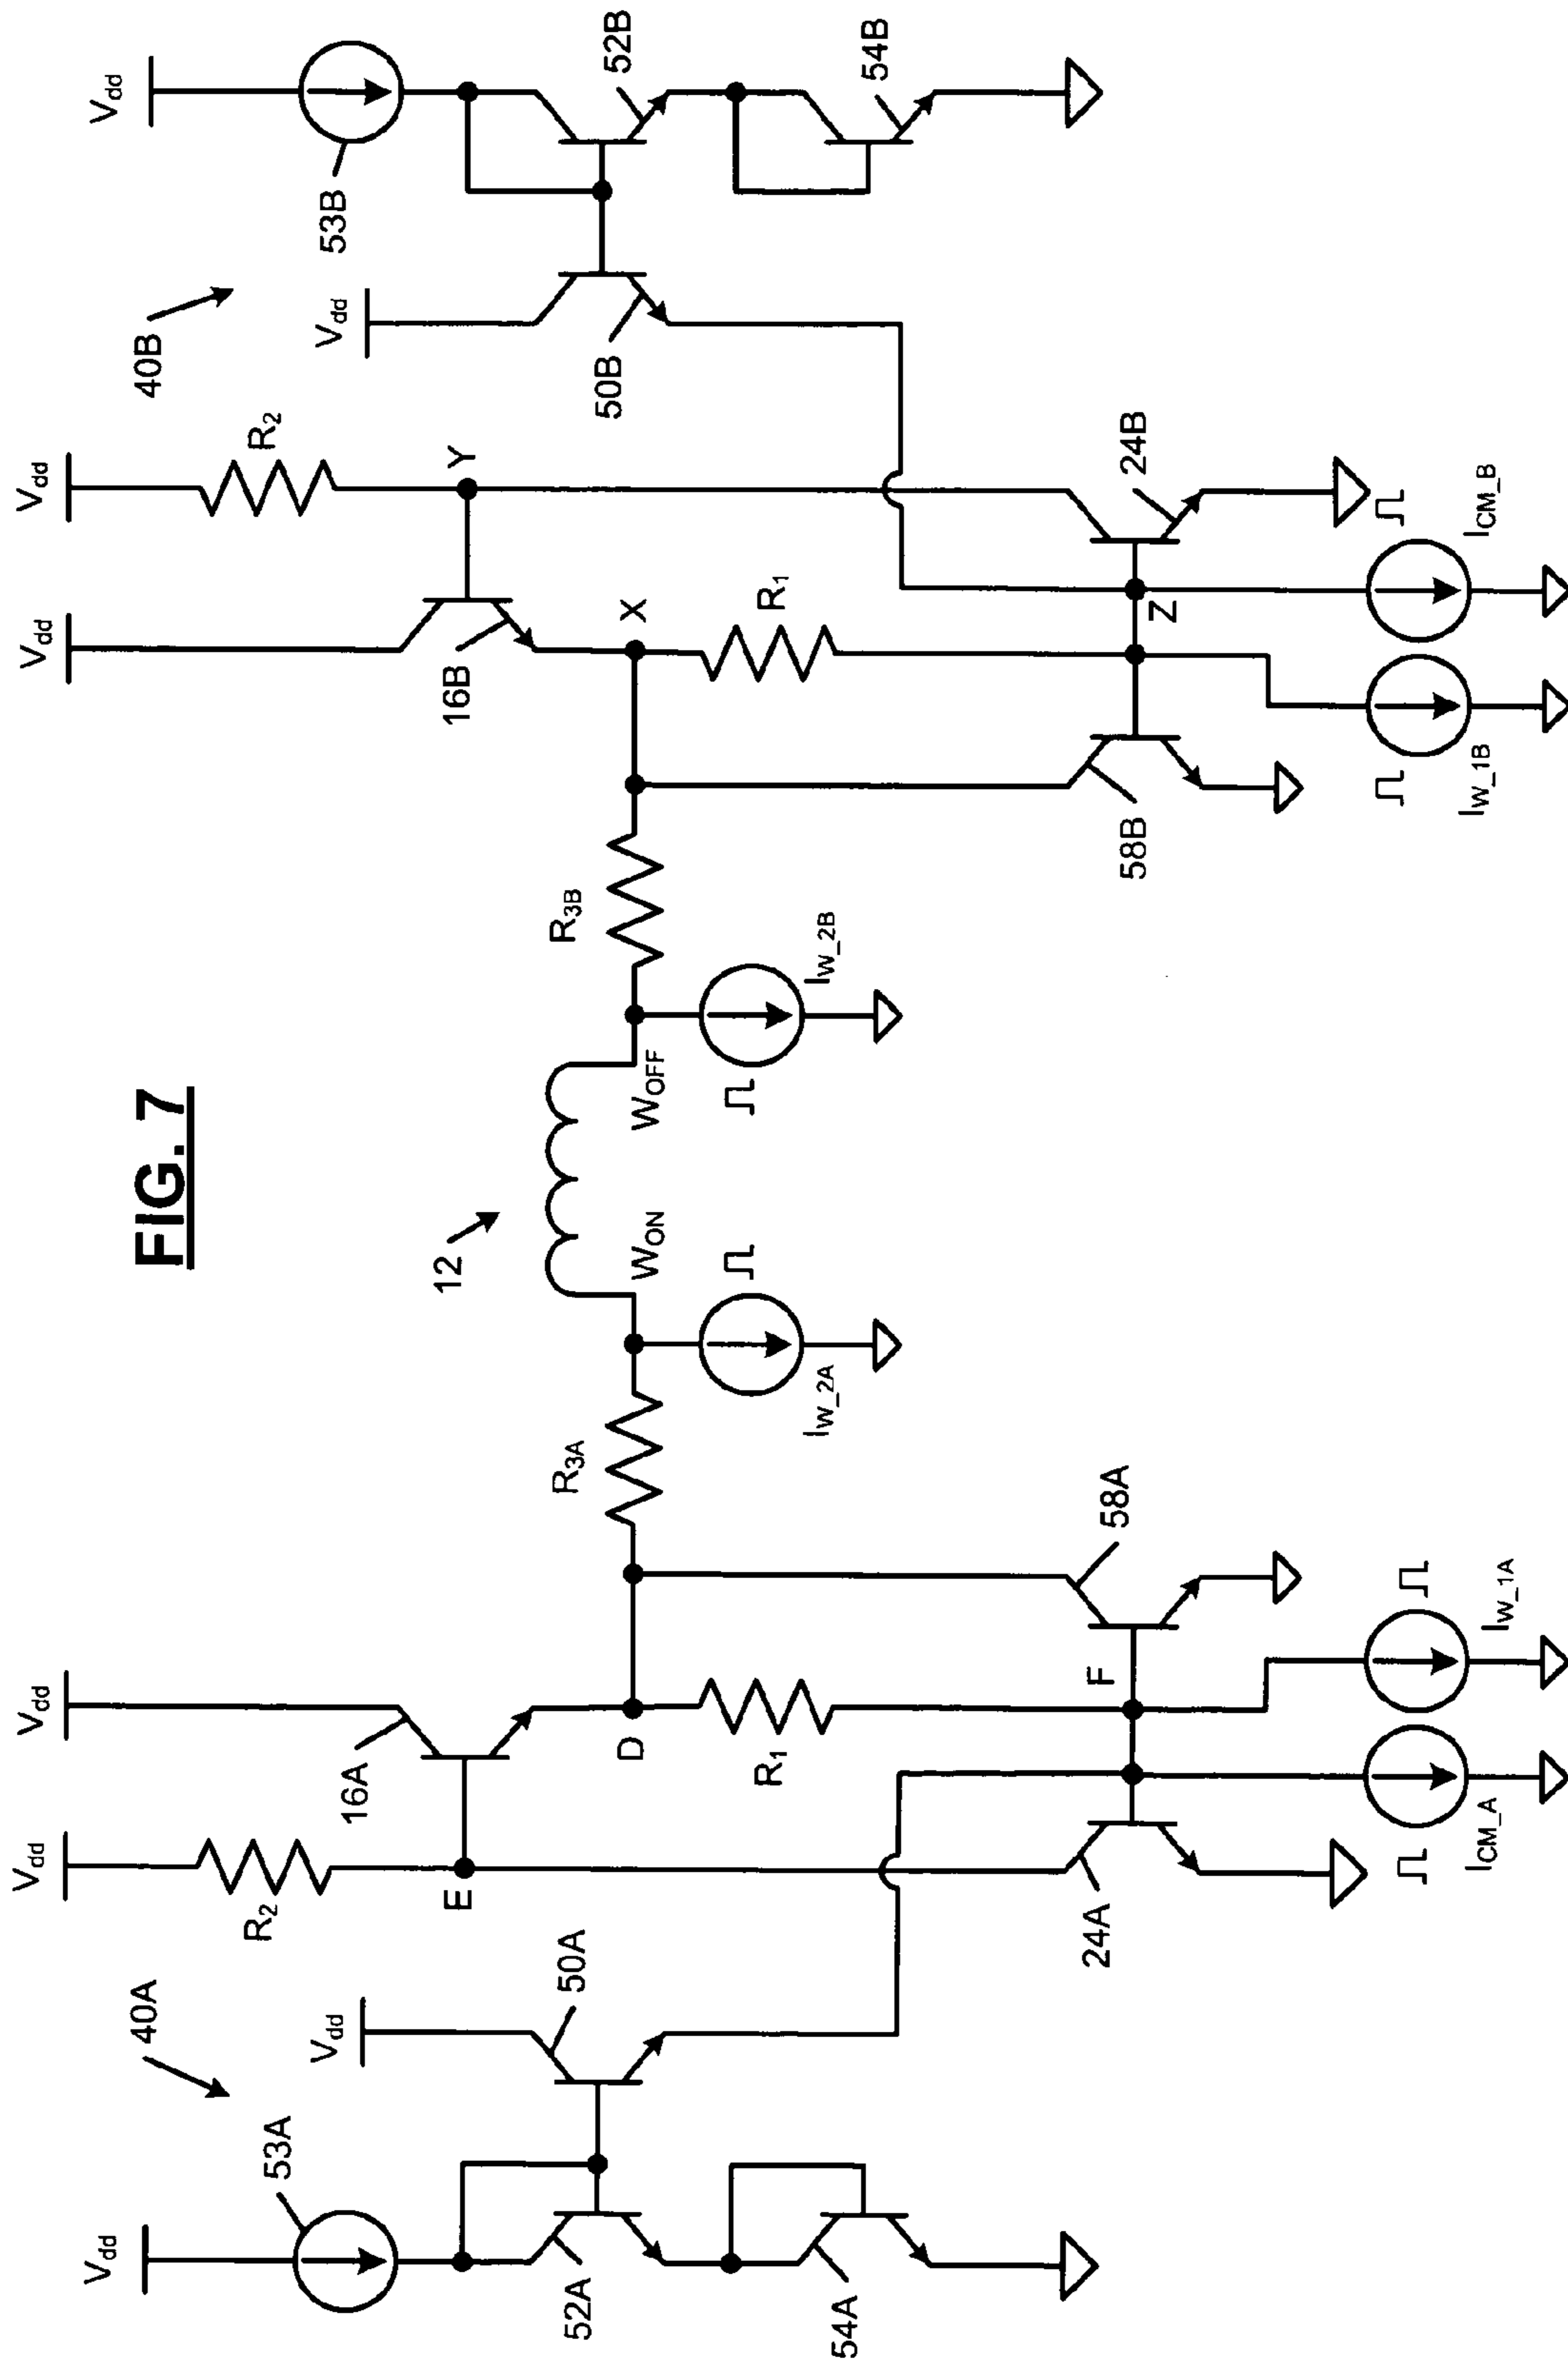 FIG. 7
40A
40B
Vdd
53A
52A
54A
Vdd
50A
Vdd
R2
E
Vdd
16A
D
R1
F
24A
58A
ICM_A
IW_1A
R3A
IW_2A
12
WON
WOFF
IW_2B
R3B
X
16B
Vdd
R1
Vdd
R2
Y
Z
58B
24B
IW_1B
ICM_B
Vdd
50B
Vdd
53B
52B
54B